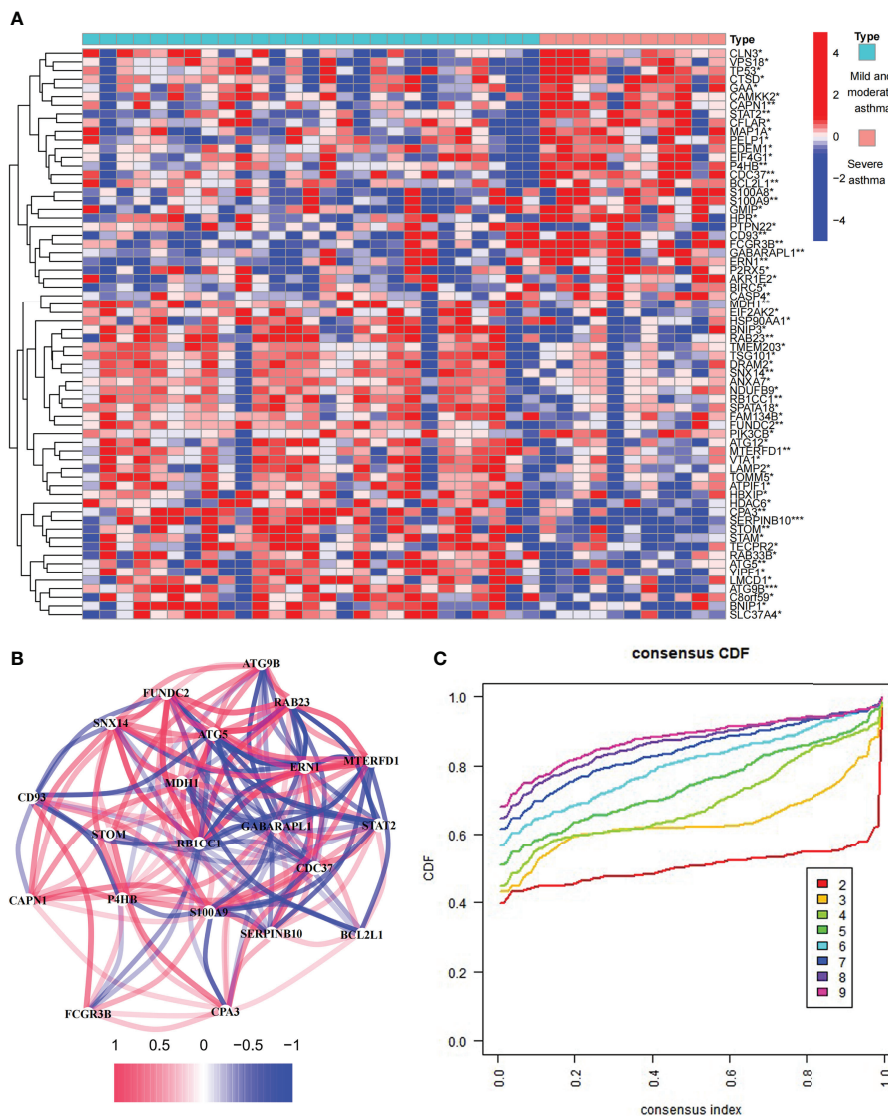 A
Type
CLN3*
VPS18*
TP53*
CTSD*
GAA*
CAMKK2*
CAPN1**
STAT2**
CFLAR*
MAP1A*
PELP1*
EDEM1*
EIF4G1*
P4HB**
CDC37**
BCL2L1**
S100A8*
S100A9**
GMIP*
HPR*
PTPN22*
CD93**
FCGR3B**
GABARAPL1**
ERN1**
P2RX5*
AKR1E2*
BIRC5*
CASP4*
MDH1**
EIF2AK2*
HSP90AA1*
BNIP3*
RAB23**
TMEM203*
TSG101*
DRAM2*
SNX14**
ANXA7*
NDUFB9*
RB1CC1**
SPATA18*
FAM134B*
FUNDC2**
PIK3CB*
ATG12*
MTERFD1**
VTA1*
LAMP2*
TOMM5*
ATPIF1*
HBXIP*
HDAC6*
CPA3**
SERPINB10***
STOM**
STAM*
TECPR2*
RAB33B*
ATG5**
YIPF1*
LMCD1*
ATG9B***
C8orf59*
BNIP1*
SLC37A4*
4
2
0
−2
−4
Type
Mild and
moderat
asthma
Severe
asthma
B
ATG9B
FUNDC2
RAB23
SNX14
ATG5
ERN1
MTERFD1
MDH1
CD93
GABARAPL1
STAT2
STOM
RB1CC1
CDC37
CAPN1
P4HB
S100A9
SERPINB10
BCL2L1
FCGR3B
CPA3
1 0.5 0 −0.5 −1
C
consensus CDF
CDF
1.0
0.8
0.6
0.4
0.2
0.0
2
3
4
5
6
7
8
9
0.0 0.2 0.4 0.6 0.8 1.0
consensus index